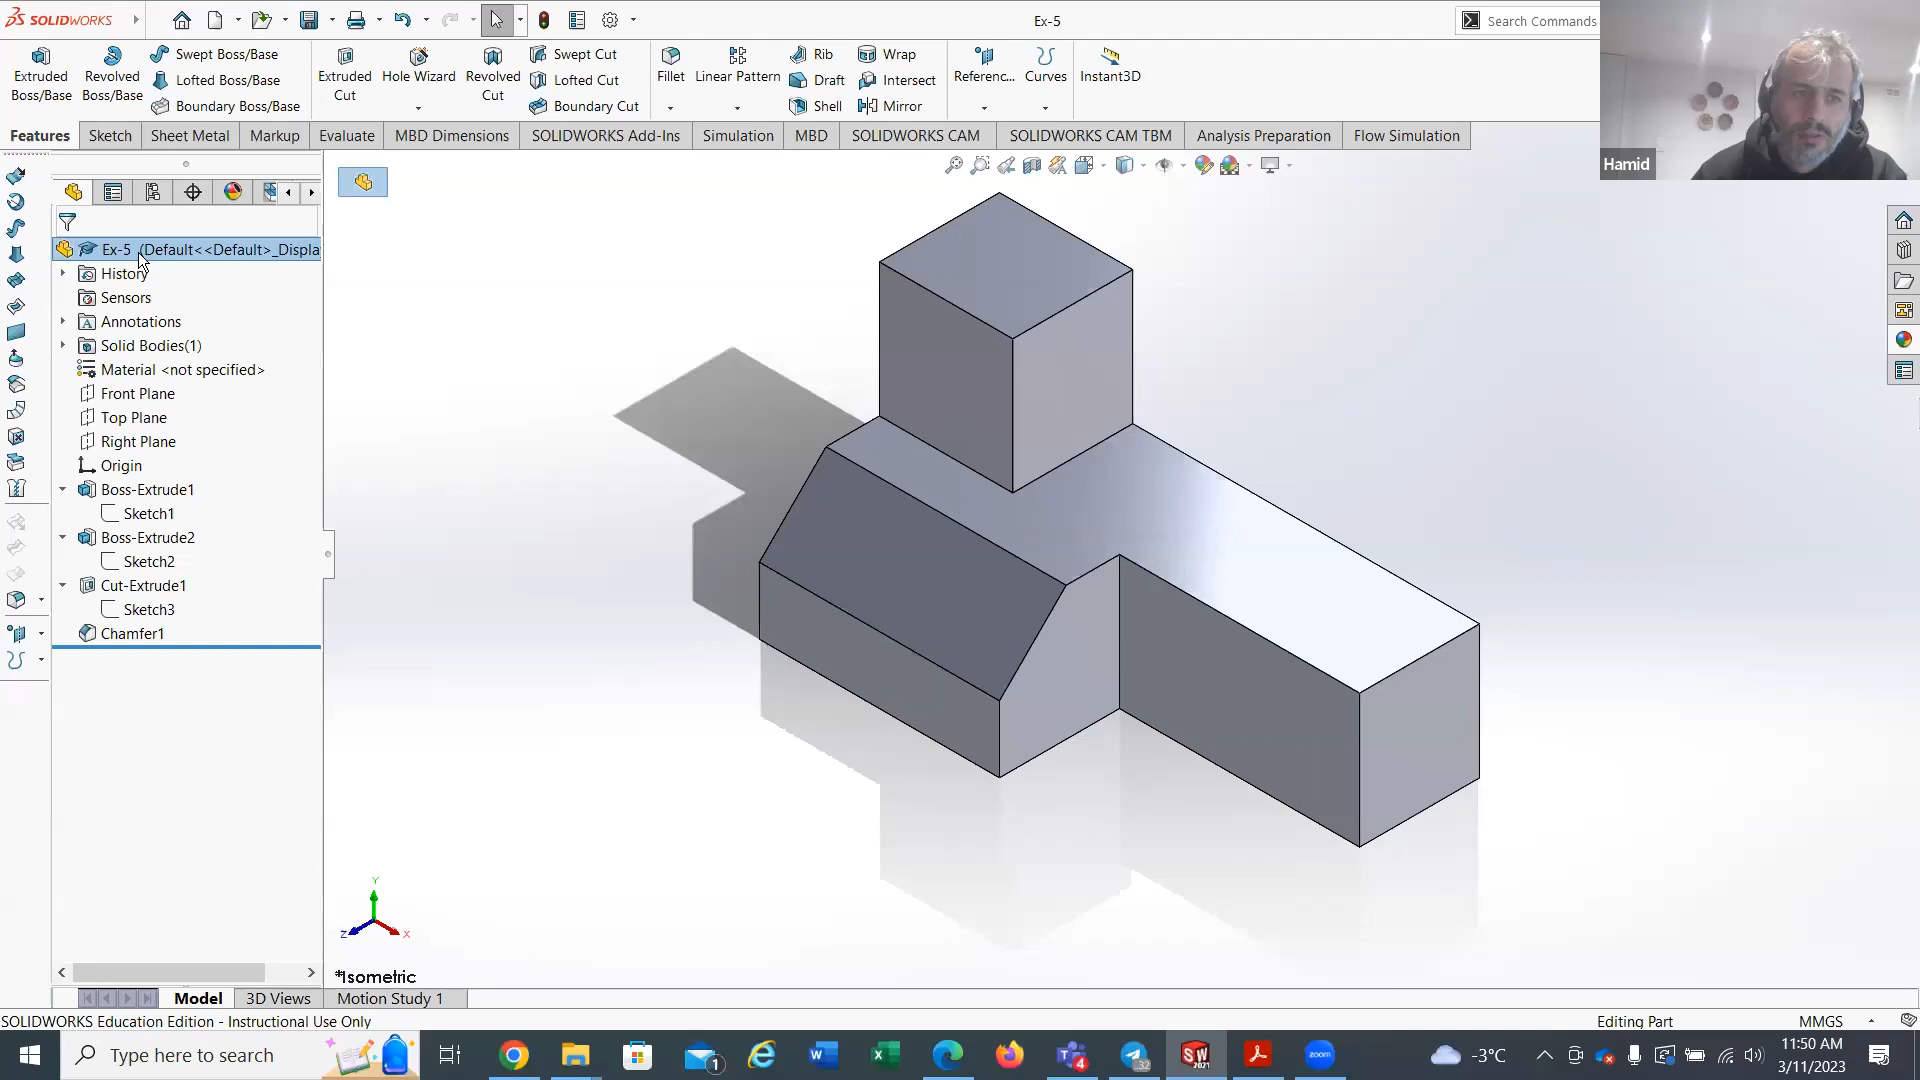 SOLIDWORKS
Ex-5
Search Commands
Extruded Boss/Base
Revolved Boss/Base
Swept Boss/Base
Lofted Boss/Base
Boundary Boss/Base
Extruded Cut
Hole Wizard
Revolved Cut
Swept Cut
Lofted Cut
Boundary Cut
Fillet
Linear Pattern
Rib
Draft
Shell
Wrap
Intersect
Mirror
Referenc...
Curves
Instant3D
Features
Sketch
Sheet Metal
Markup
Evaluate
MBD Dimensions
SOLIDWORKS Add-Ins
Simulation
MBD
SOLIDWORKS CAM
SOLIDWORKS CAM TBM
Analysis Preparation
Flow Simulation
Hamid
Ex-5 (Default<<Default>_Displa
History
Sensors
Annotations
Solid Bodies(1)
Material <not specified>
Front Plane
Top Plane
Right Plane
Origin
Boss-Extrude1
Sketch1
Boss-Extrude2
Sketch2
Cut-Extrude1
Sketch3
Chamfer1
Y
Z
X
*Isometric
Model
3D Views
Motion Study 1
SOLIDWORKS Education Edition - Instructional Use Only
Editing Part
MMGS
Type here to search
1
4
32
SW
2021
zoom
-3°C
11:50 AM
3/11/2023